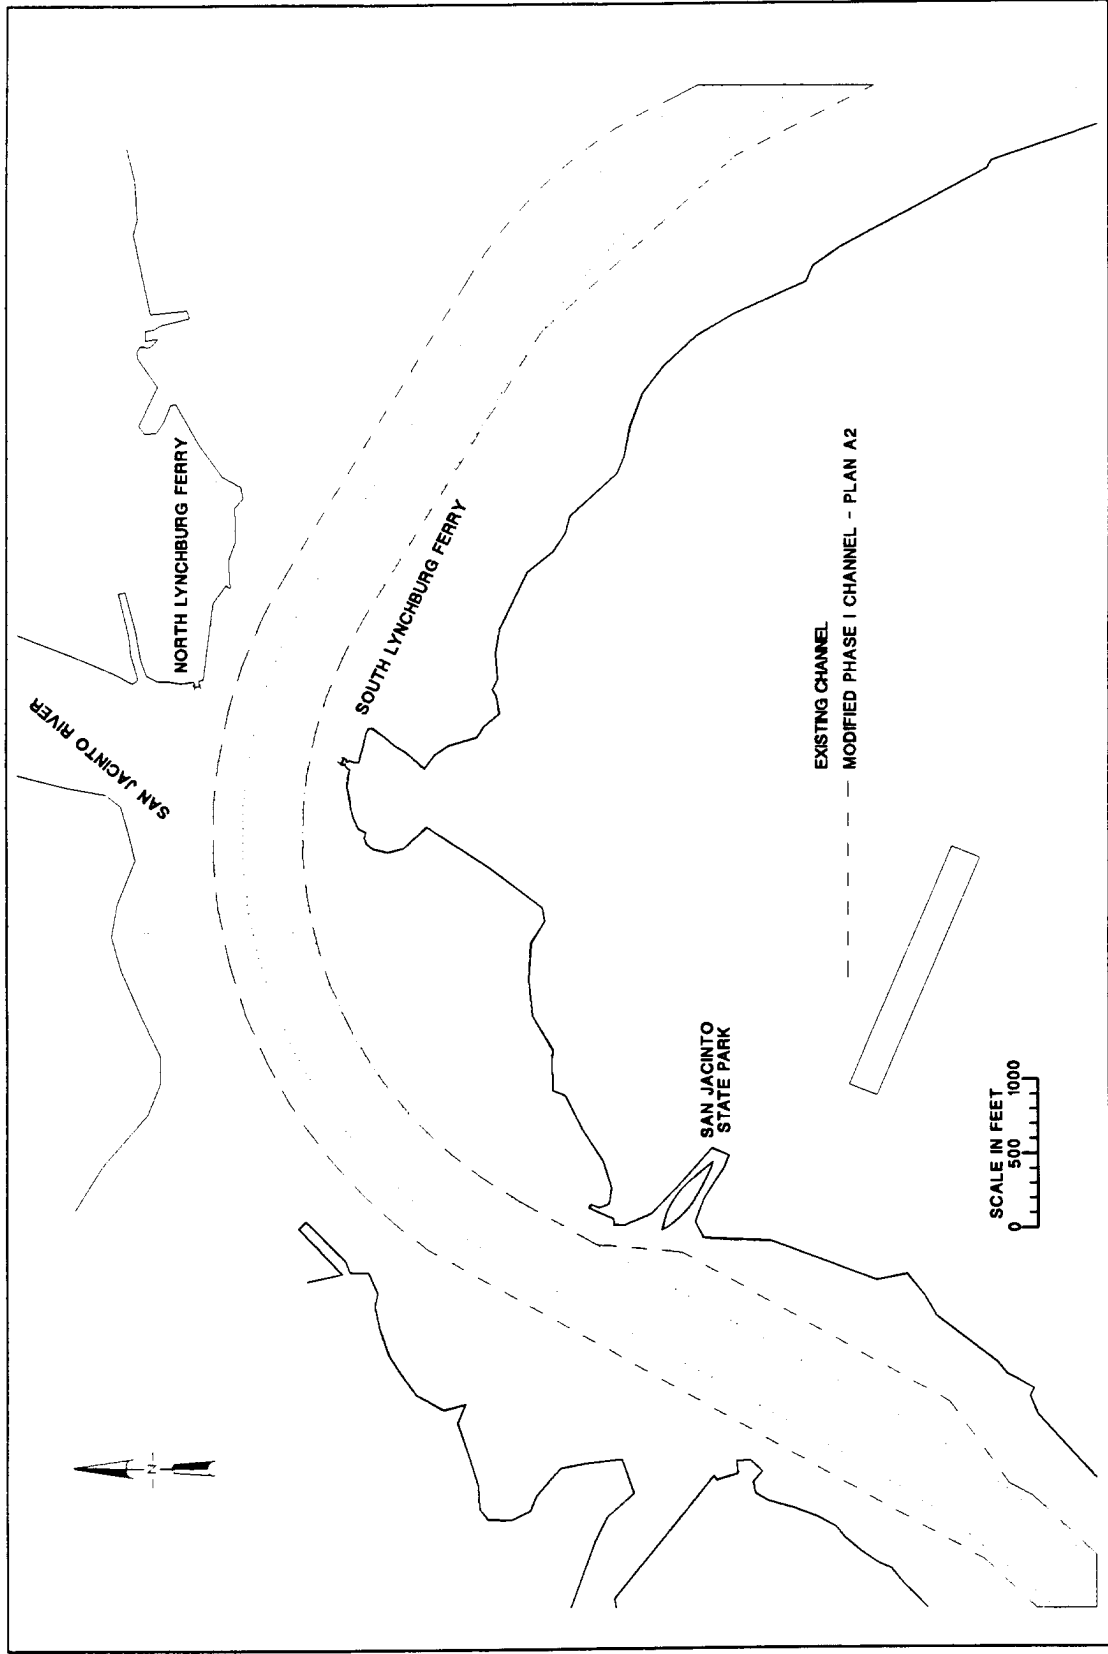 SAN JACINTO RIVER
NORTH LYNCHBURG FERRY
SOUTH LYNCHBURG FERRY
EXISTING CHANNEL
MODIFIED PHASE I CHANNEL - PLAN A2
SAN JACINTO
STATE PARK
SCALE IN FEET
0 500 1000
N